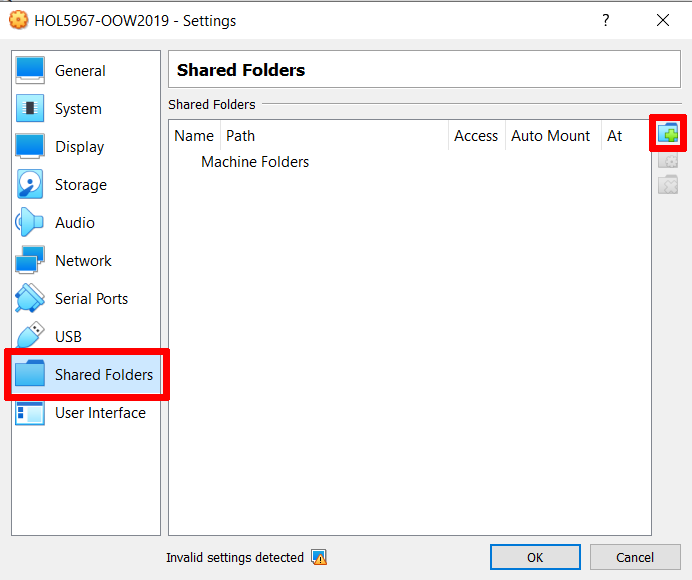 HOL5967-OOW2019 - Settings
?
General
System
Display
Storage
Audio
Network
Serial Ports
USB
Shared Folders
User Interface
Shared Folders
Shared Folders
Name Path Access Auto Mount At
Machine Folders
Invalid settings detected
OK
Cancel